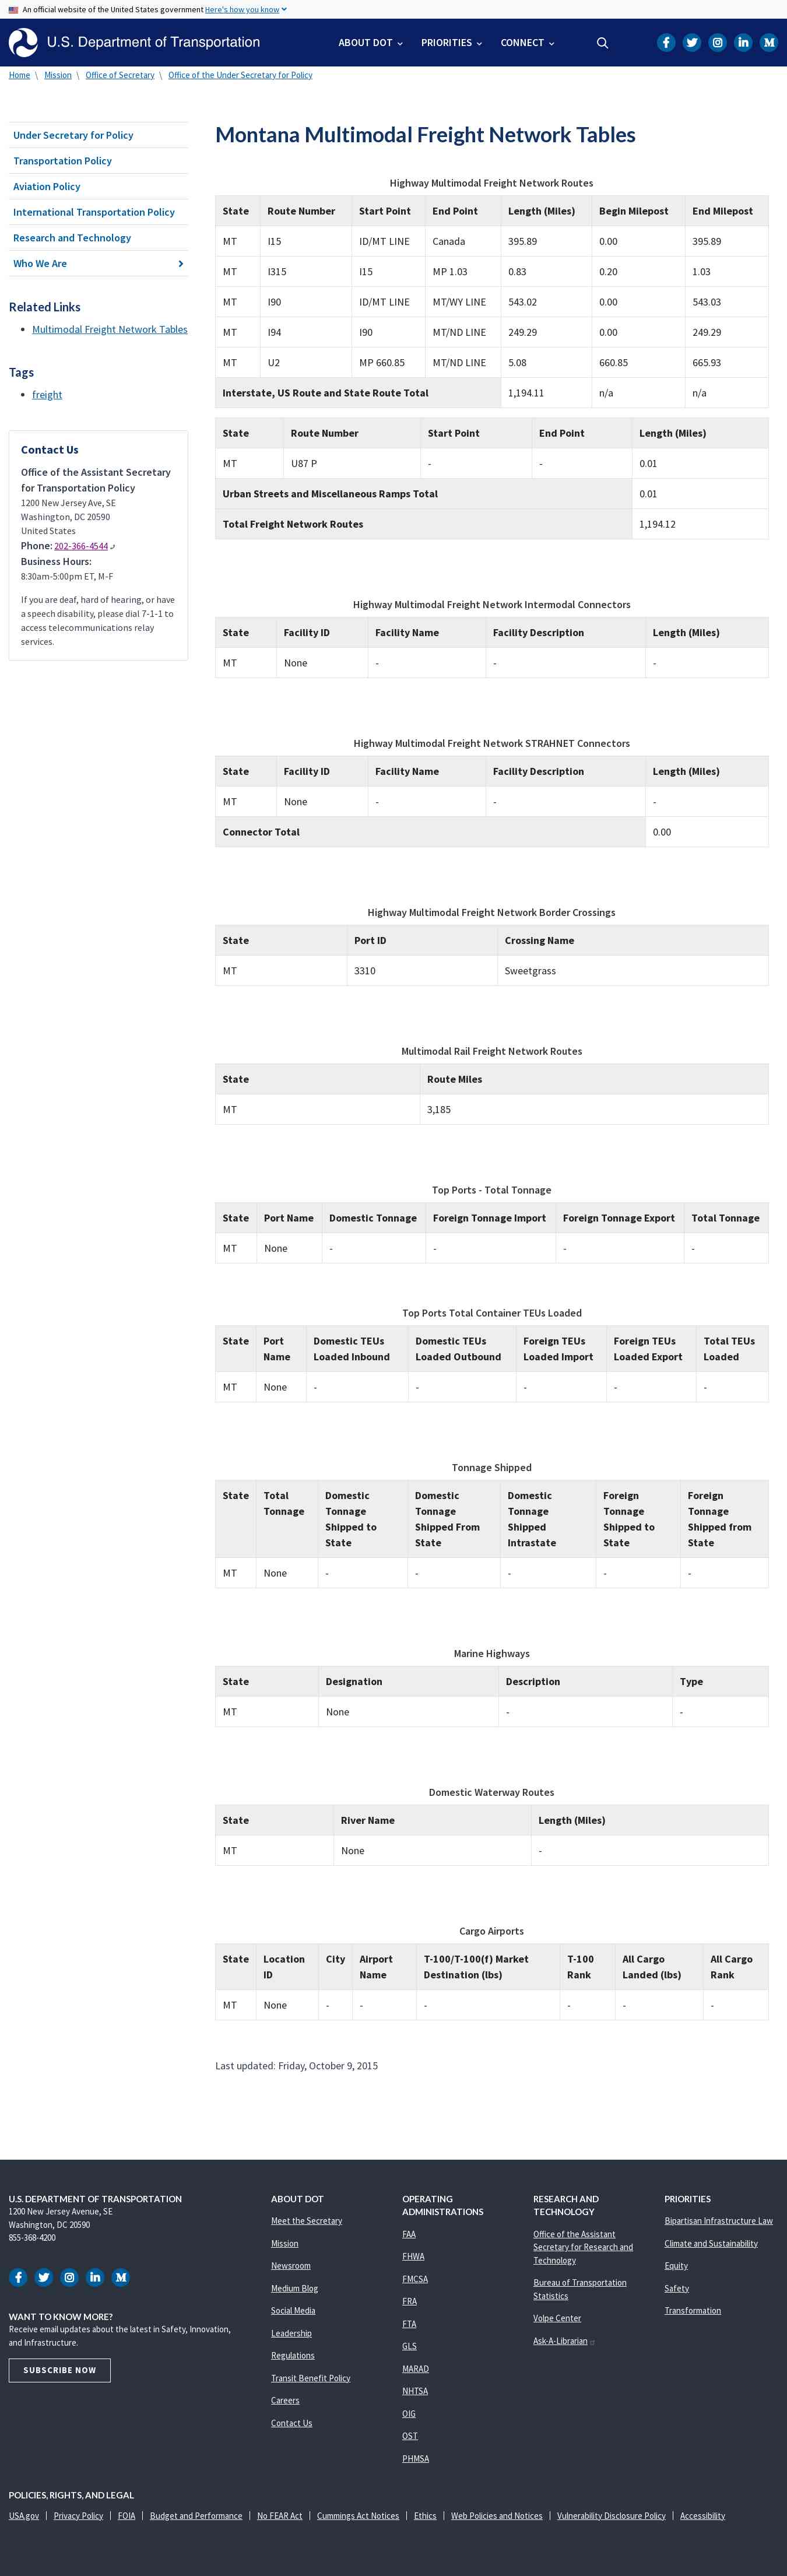 An official website of the United States government Here's how you know
U.S. Department of Transportation
ABOUT DOT
PRIORITIES
CONNECT
Home \ Mission \ Office of Secretary \ Office of the Under Secretary for Policy
Under Secretary for Policy
Transportation Policy
Aviation Policy
International Transportation Policy
Research and Technology
Who We Are
Related Links
Multimodal Freight Network Tables
Tags
freight
Contact Us
Office of the Assistant Secretary
for Transportation Policy
1200 New Jersey Ave, SE
Washington, DC 20590
United States
Phone: 202-366-4544
Business Hours:
8:30am-5:00pm ET, M-F
If you are deaf, hard of hearing, or have
a speech disability, please dial 7-1-1 to
access telecommunications relay
services.
Montana Multimodal Freight Network Tables
Highway Multimodal Freight Network Routes
State Route Number Start Point End Point Length (Miles) Begin Milepost End Milepost
MT I15 ID/MT LINE Canada 395.89 0.00 395.89
MT I315 I15 MP 1.03 0.83 0.20 1.03
MT I90 ID/MT LINE MT/WY LINE 543.02 0.00 543.03
MT I94 I90 MT/ND LINE 249.29 0.00 249.29
MT U2 MP 660.85 MT/ND LINE 5.08 660.85 665.93
Interstate, US Route and State Route Total 1,194.11 n/a n/a
State Route Number Start Point End Point Length (Miles)
MT U87 P - - 0.01
Urban Streets and Miscellaneous Ramps Total 0.01
Total Freight Network Routes 1,194.12
Highway Multimodal Freight Network Intermodal Connectors
State Facility ID Facility Name Facility Description Length (Miles)
MT None - - -
Highway Multimodal Freight Network STRAHNET Connectors
State Facility ID Facility Name Facility Description Length (Miles)
MT None - - -
Connector Total 0.00
Highway Multimodal Freight Network Border Crossings
State Port ID Crossing Name
MT 3310 Sweetgrass
Multimodal Rail Freight Network Routes
State Route Miles
MT 3,185
Top Ports - Total Tonnage
State Port Name Domestic Tonnage Foreign Tonnage Import Foreign Tonnage Export Total Tonnage
MT None - - - -
Top Ports Total Container TEUs Loaded
State Port Domestic TEUs Domestic TEUs Foreign TEUs Foreign TEUs Total TEUs
Name Loaded Inbound Loaded Outbound Loaded Import Loaded Export Loaded
MT None - - - - -
Tonnage Shipped
State Total Domestic Domestic Domestic Foreign Foreign
Tonnage Tonnage Tonnage Tonnage Tonnage Tonnage
Shipped to Shipped From Shipped Shipped to Shipped from
State State Intrastate State State
MT None - - - - -
Marine Highways
State Designation Description Type
MT None - -
Domestic Waterway Routes
State River Name Length (Miles)
MT None -
Cargo Airports
State Location City Airport T-100/T-100(f) Market T-100 All Cargo All Cargo
ID Name Destination (lbs) Rank Landed (lbs) Rank
MT None - - - - - -
Last updated: Friday, October 9, 2015
U.S. DEPARTMENT OF TRANSPORTATION
1200 New Jersey Avenue, SE
Washington, DC 20590
855-368-4200
WANT TO KNOW MORE?
Receive email updates about the latest in Safety, Innovation,
and Infrastructure.
SUBSCRIBE NOW
ABOUT DOT
Meet the Secretary
Mission
Newsroom
Medium Blog
Social Media
Leadership
Regulations
Transit Benefit Policy
Careers
Contact Us
OPERATING
ADMINISTRATIONS
FAA
FHWA
FMCSA
FRA
FTA
GLS
MARAD
NHTSA
OIG
OST
PHMSA
RESEARCH AND
TECHNOLOGY
Office of the Assistant
Secretary for Research and
Technology
Bureau of Transportation
Statistics
Volpe Center
Ask-A-Librarian
PRIORITIES
Bipartisan Infrastructure Law
Climate and Sustainability
Equity
Safety
Transformation
POLICIES, RIGHTS, AND LEGAL
USA.gov | Privacy Policy | FOIA | Budget and Performance | No FEAR Act | Cummings Act Notices | Ethics | Web Policies and Notices | Vulnerability Disclosure Policy | Accessibility